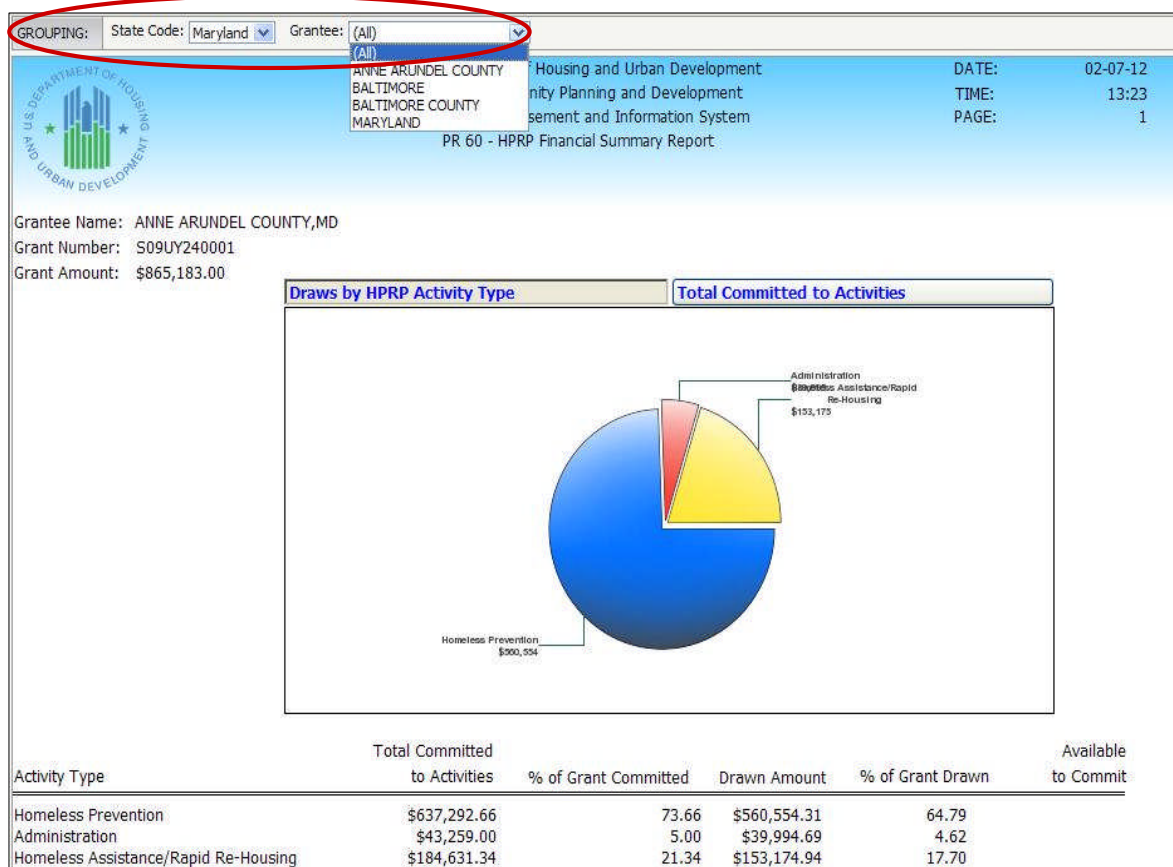 GROUPING: State Code: Maryland Grantee: (All)
(All)
ANNE ARUNDEL COUNTY
BALTIMORE
BALTIMORE COUNTY
MARYLAND
U.S. DEPARTMENT OF HOUSING AND URBAN DEVELOPMENT
f Housing and Urban Development DATE: 02-07-12
nity Planning and Development TIME: 13:23
sement and Information System PAGE: 1
PR 60 - HPRP Financial Summary Report
Grantee Name: ANNE ARUNDEL COUNTY,MD
Grant Number: S09UY240001
Grant Amount: $865,183.00
Draws by HPRP Activity Type Total Committed to Activities
Administration
Assistance/Rapid
Re-Housing
$153,175
Homeless Prevention
$560,554
Total Committed Available
Activity Type to Activities % of Grant Committed Drawn Amount % of Grant Drawn to Commit
Homeless Prevention $637,292.66 73.66 $560,554.31 64.79
Administration $43,259.00 5.00 $39,994.69 4.62
Homeless Assistance/Rapid Re-Housing $184,631.34 21.34 $153,174.94 17.70